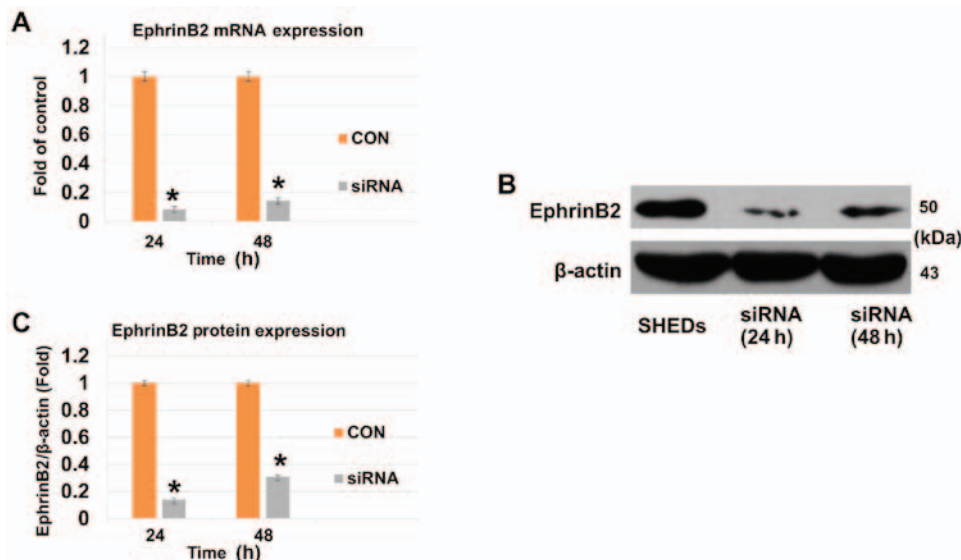 A
EphrinB2 mRNA expression
Fold of control
1.2
1
0.8
0.6
0.4
0.2
0
*
*
24
48
Time (h)
CON
siRNA
B
EphrinB2
50
(kDa)
β-actin
43
SHEDs
siRNA
(24 h)
siRNA
(48 h)
C
EphrinB2 protein expression
EphrinB2/β-actin (Fold)
1.2
1
0.8
0.6
0.4
0.2
0
*
*
24
48
Time (h)
CON
siRNA